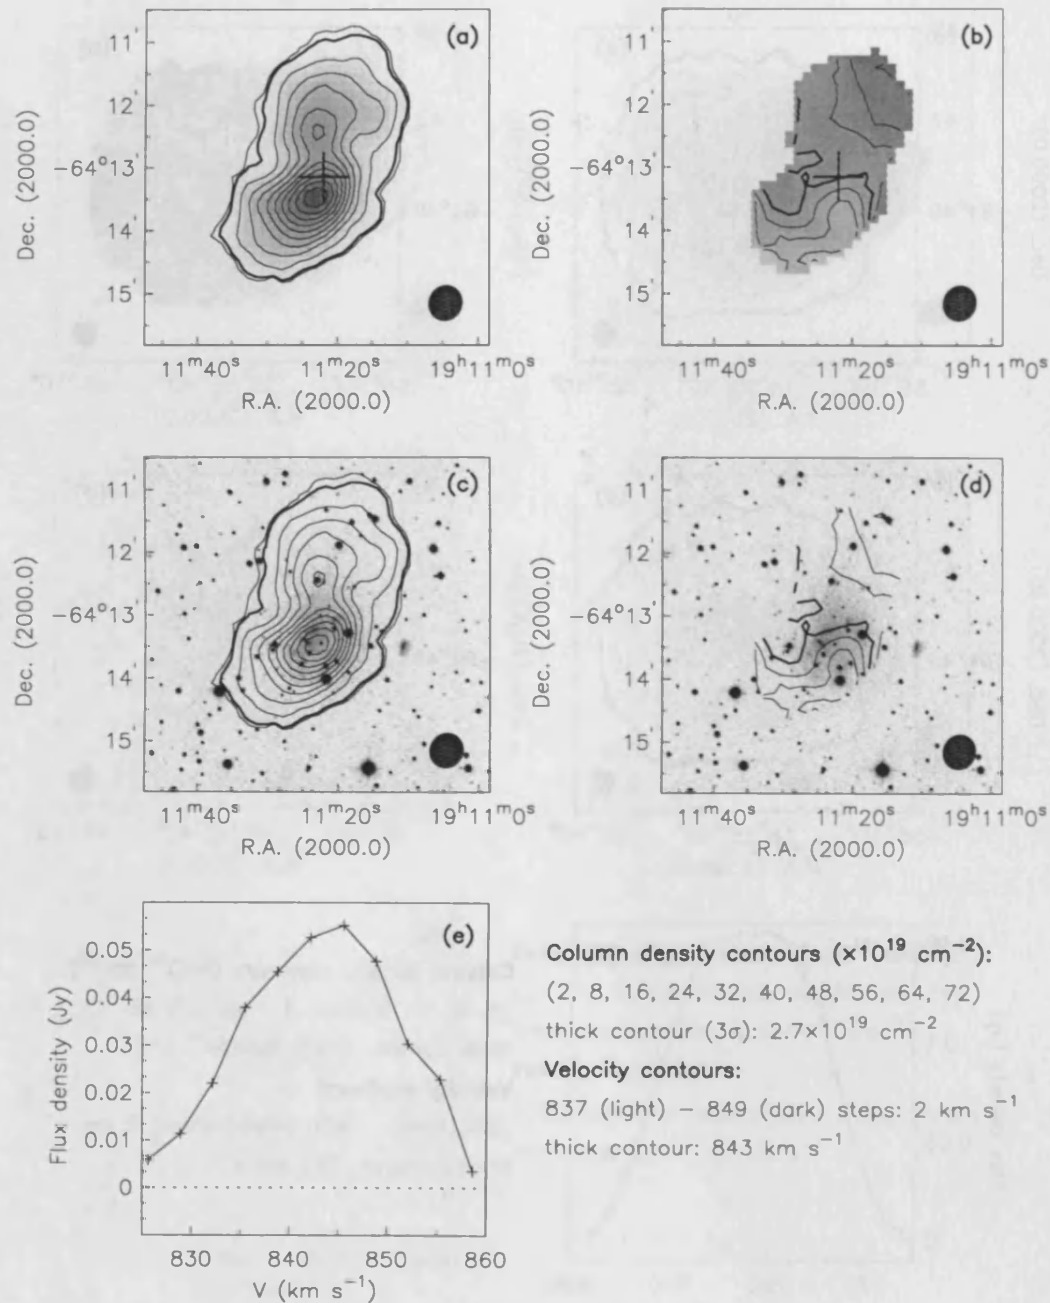 (a)
Dec. (2000.0)
11'
12'
−64°13'
14'
15'
11ᵐ40ˢ 11ᵐ20ˢ 19ʰ11ᵐ0ˢ
R.A. (2000.0)
(b)
Dec. (2000.0)
11'
12'
−64°13'
14'
15'
11ᵐ40ˢ 11ᵐ20ˢ 19ʰ11ᵐ0ˢ
R.A. (2000.0)
(c)
Dec. (2000.0)
11'
12'
−64°13'
14'
15'
11ᵐ40ˢ 11ᵐ20ˢ 19ʰ11ᵐ0ˢ
R.A. (2000.0)
(d)
Dec. (2000.0)
11'
12'
−64°13'
14'
15'
11ᵐ40ˢ 11ᵐ20ˢ 19ʰ11ᵐ0ˢ
R.A. (2000.0)
(e)
Flux density (Jy)
0.05
0.04
0.03
0.02
0.01
0
830 840 850 860
V (km s⁻¹)
Column density contours (×10¹⁹ cm⁻²):
(2, 8, 16, 24, 32, 40, 48, 56, 64, 72)
thick contour (3σ): 2.7×10¹⁹ cm⁻²
Velocity contours:
837 (light) − 849 (dark) steps: 2 km s⁻¹
thick contour: 843 km s⁻¹